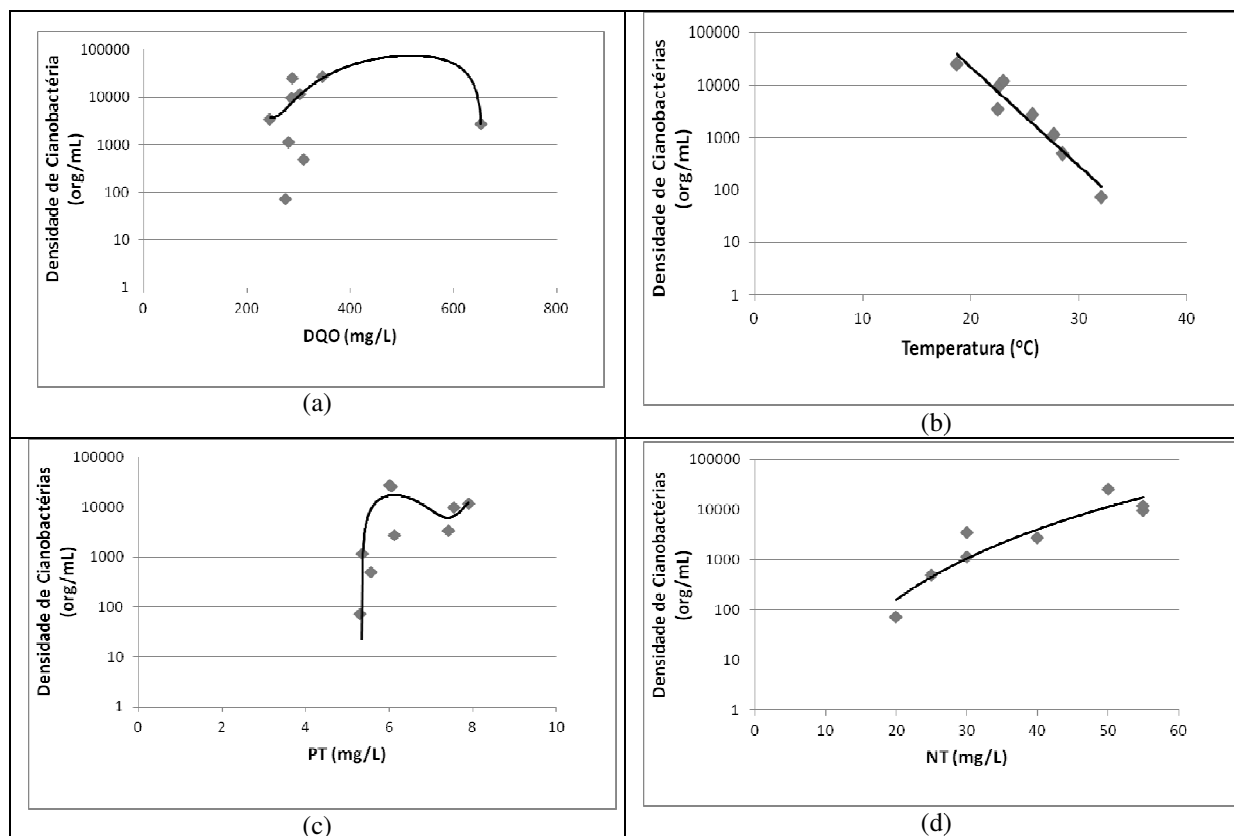 Densidade de Cianobactéria
(org/mL)
100000
10000
1000
100
10
1
0
200
400
600
800
DQO (mg/L)
(a)
Densidade de Cianobactérias
(org/mL)
100000
10000
1000
100
10
1
0
10
20
30
40
Temperatura (°C)
(b)
Densidade de Cianobactérias
(org/mL)
100000
10000
1000
100
10
1
0
2
4
6
8
10
PT (mg/L)
(c)
Densidade de Cianobactérias
(org/mL)
100000
10000
1000
100
10
1
0
10
20
30
40
50
60
NT (mg/L)
(d)